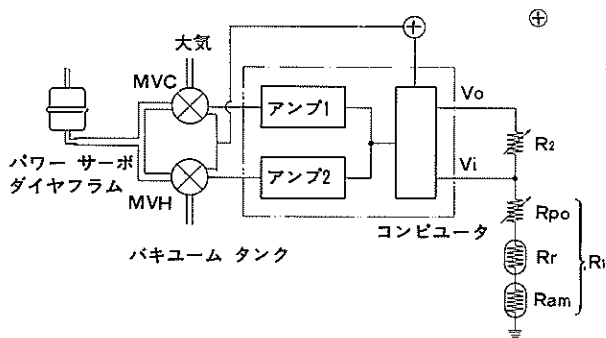 大気
MVC
アンプ1
Vo
R2
パワー サーボ
ダイヤフラム
Vi
アンプ2
MVH
Rpo
コンピュータ
バキューム タンク
Rr
Ri
Ram